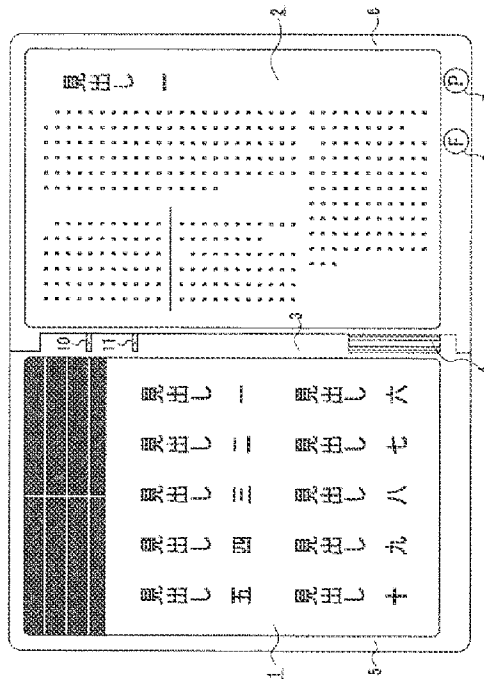 見出し 一
見出し 一
見出し 二
見出し 三
見出し 四
見出し 五
見出し 六
見出し 七
見出し 八
見出し 九
見出し 十
1
2
3
4
5
6
10
11
F
P